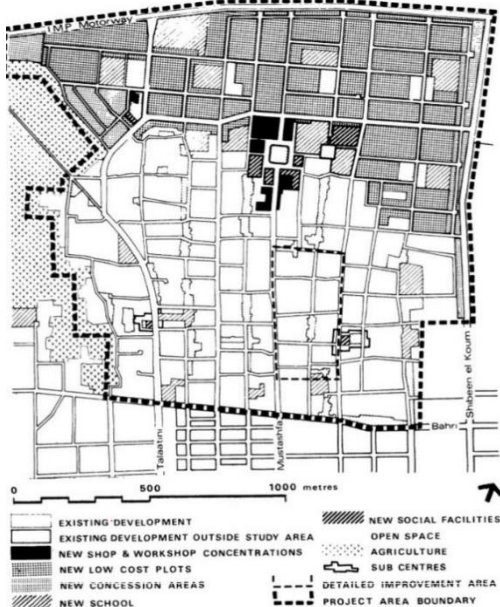 I.M.P. Motorway
Talaatini
Mustashfa
Bahri
Shibeen el Koum
0 500 1000 metres
EXISTING DEVELOPMENT
EXISTING DEVELOPMENT OUTSIDE STUDY AREA
NEW SHOP & WORKSHOP CONCENTRATIONS
NEW LOW COST PLOTS
NEW CONCESSION AREAS
NEW SCHOOL
NEW SOCIAL FACILITIES
OPEN SPACE
AGRICULTURE
SUB CENTRES
DETAILED IMPROVEMENT AREA
PROJECT AREA BOUNDARY